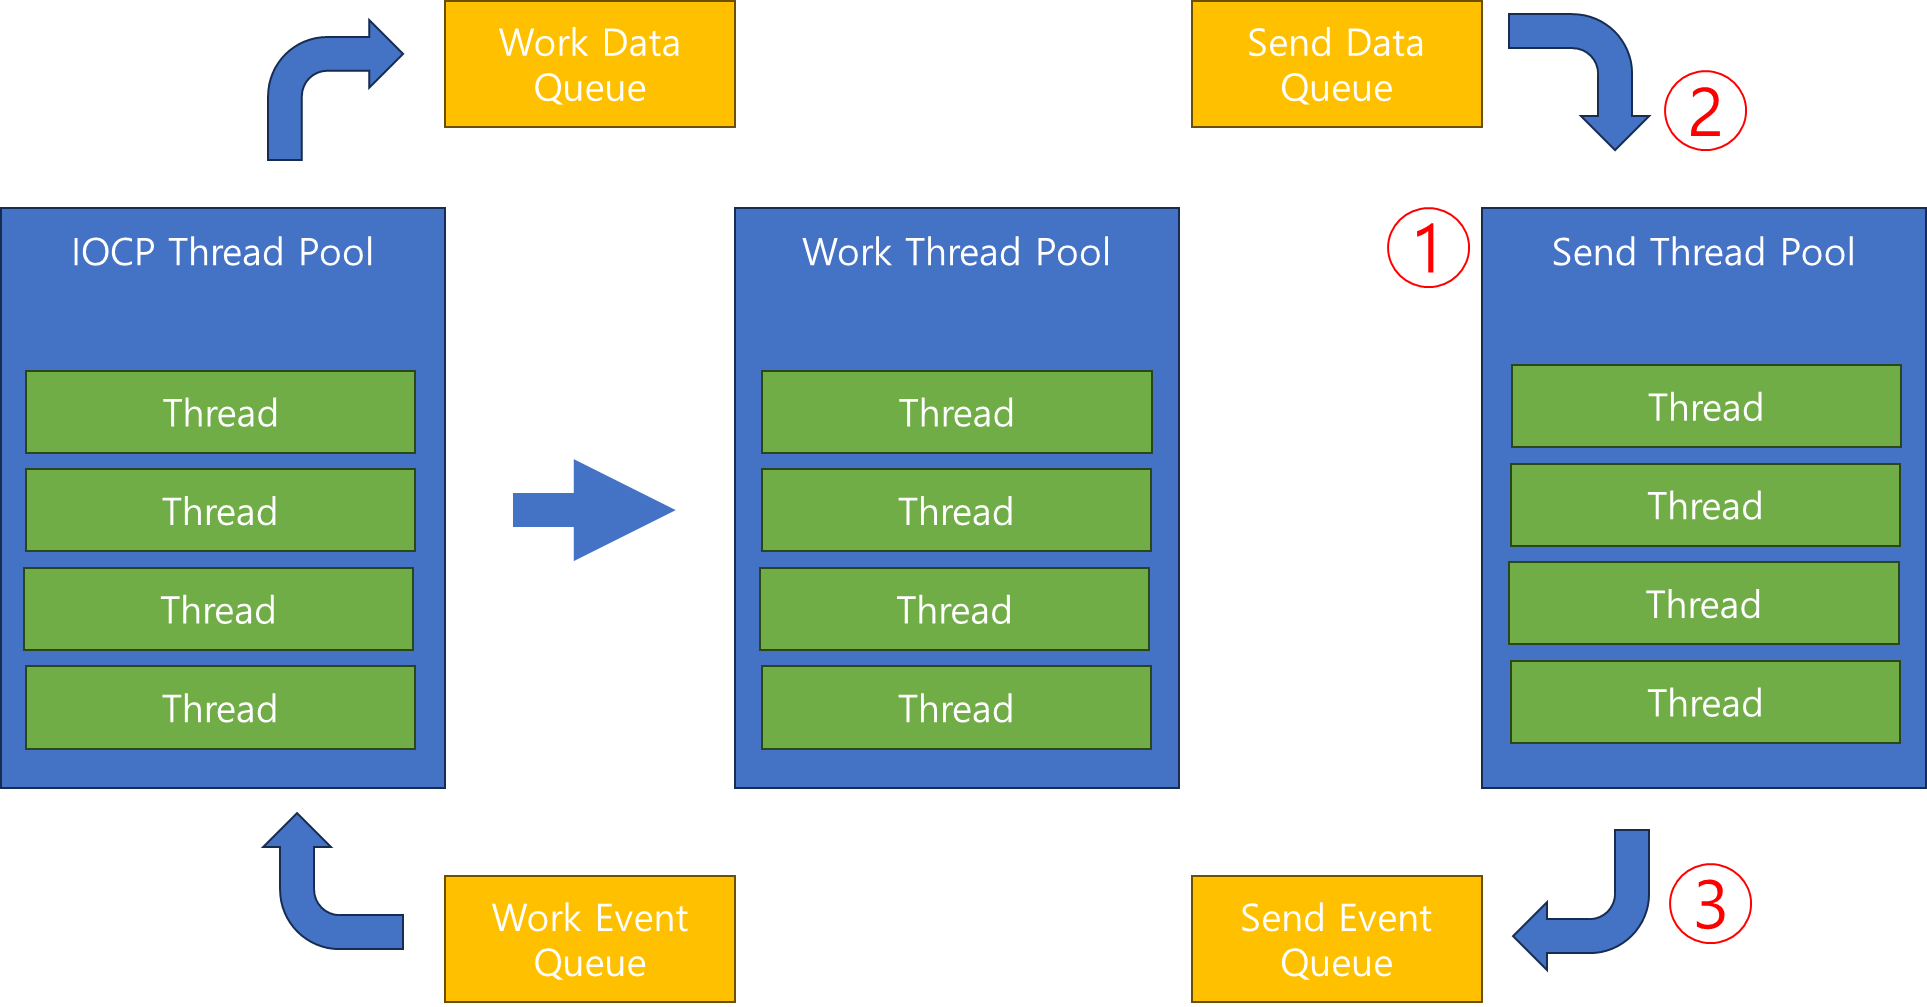 Work Data
Queue
Send Data
Queue
②
IOCP Thread Pool
Work Thread Pool
①
Send Thread Pool
Thread
Thread
Thread
Thread
Thread
Thread
Thread
Thread
Thread
Thread
Thread
Thread
Work Event
Queue
Send Event
Queue
③